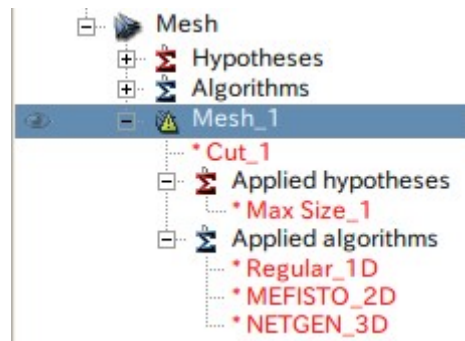 Mesh
Hypotheses
Algorithms
Mesh_1
* Cut_1
Applied hypotheses
* Max Size_1
Applied algorithms
* Regular_1D
* MEFISTO_2D
* NETGEN_3D